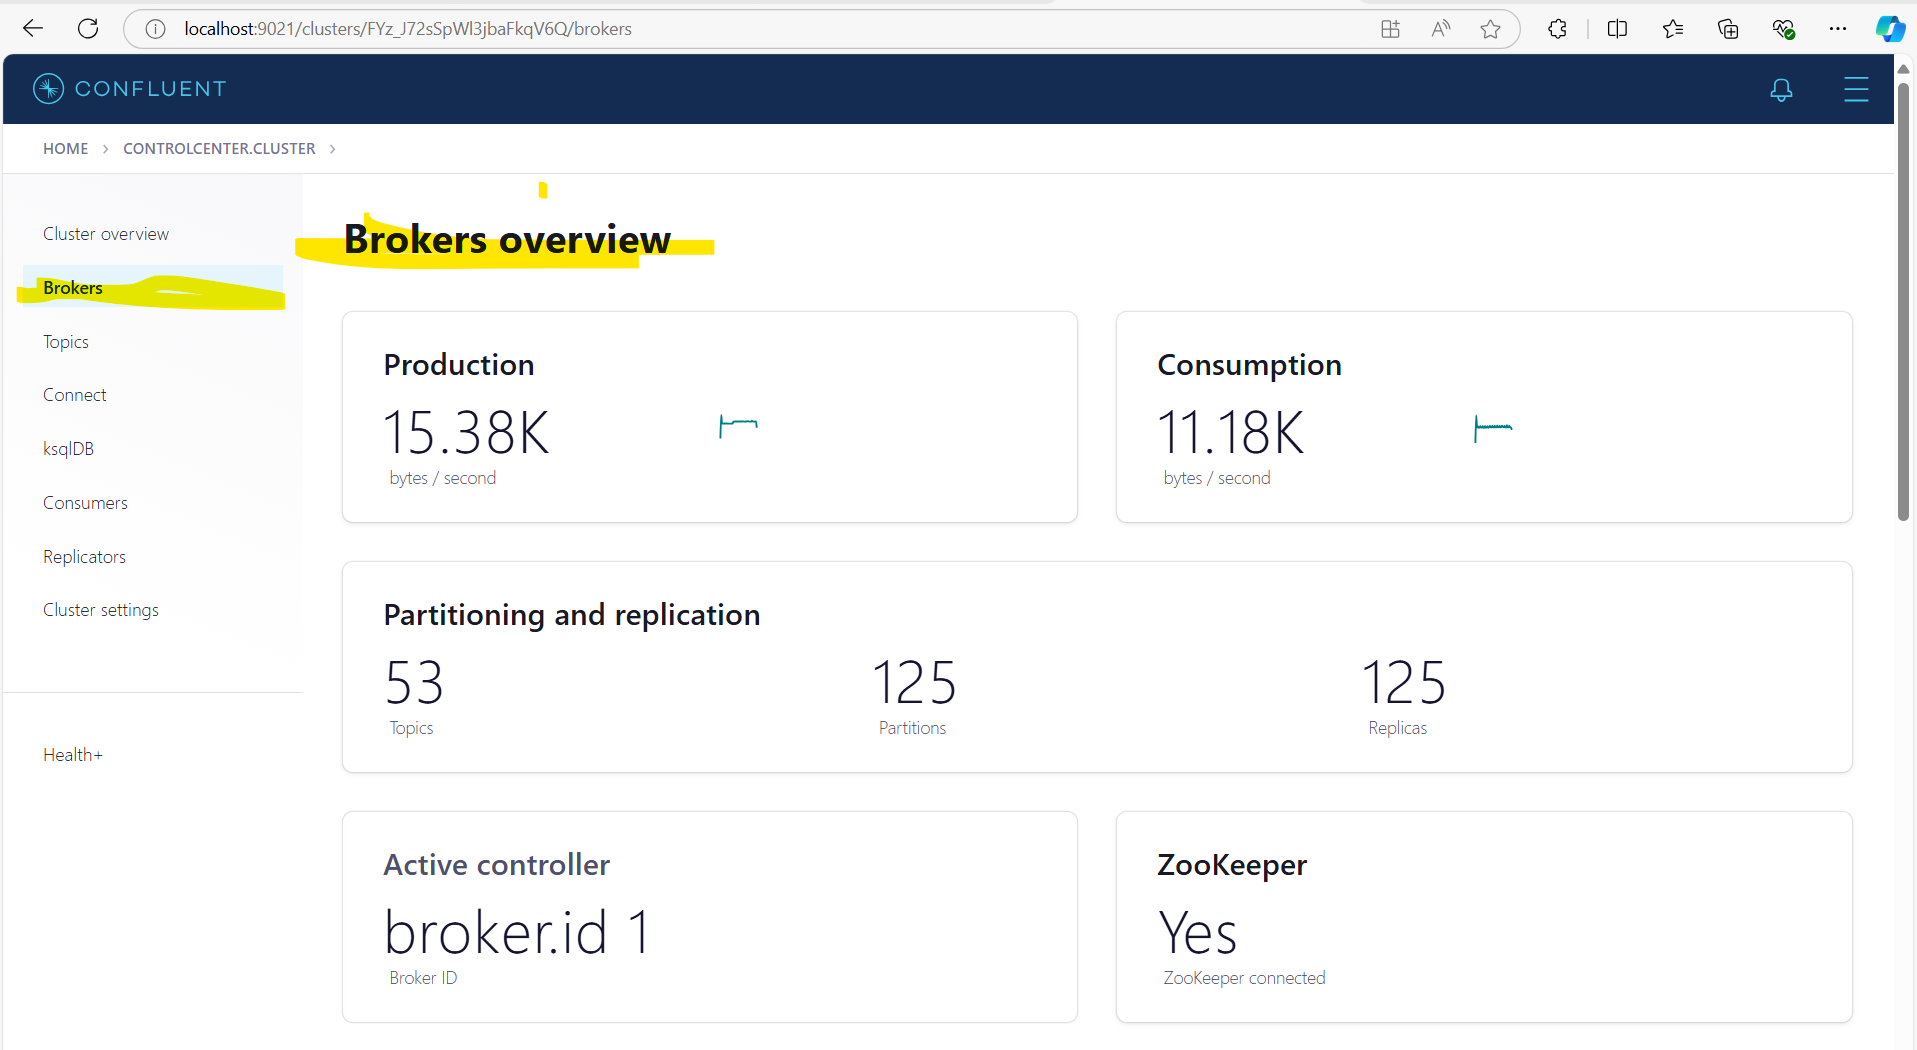 localhost:9021/clusters/FYz_J72sSpWl3jbaFkqV6Q/brokers
CONFLUENT
HOME > CONTROLCENTER.CLUSTER >
Cluster overview
Brokers
Topics
Connect
ksqlDB
Consumers
Replicators
Cluster settings
Health+
Brokers overview
Production
15.38K
bytes / second
Consumption
11.18K
bytes / second
Partitioning and replication
53
Topics
125
Partitions
125
Replicas
Active controller
broker.id 1
Broker ID
ZooKeeper
Yes
ZooKeeper connected